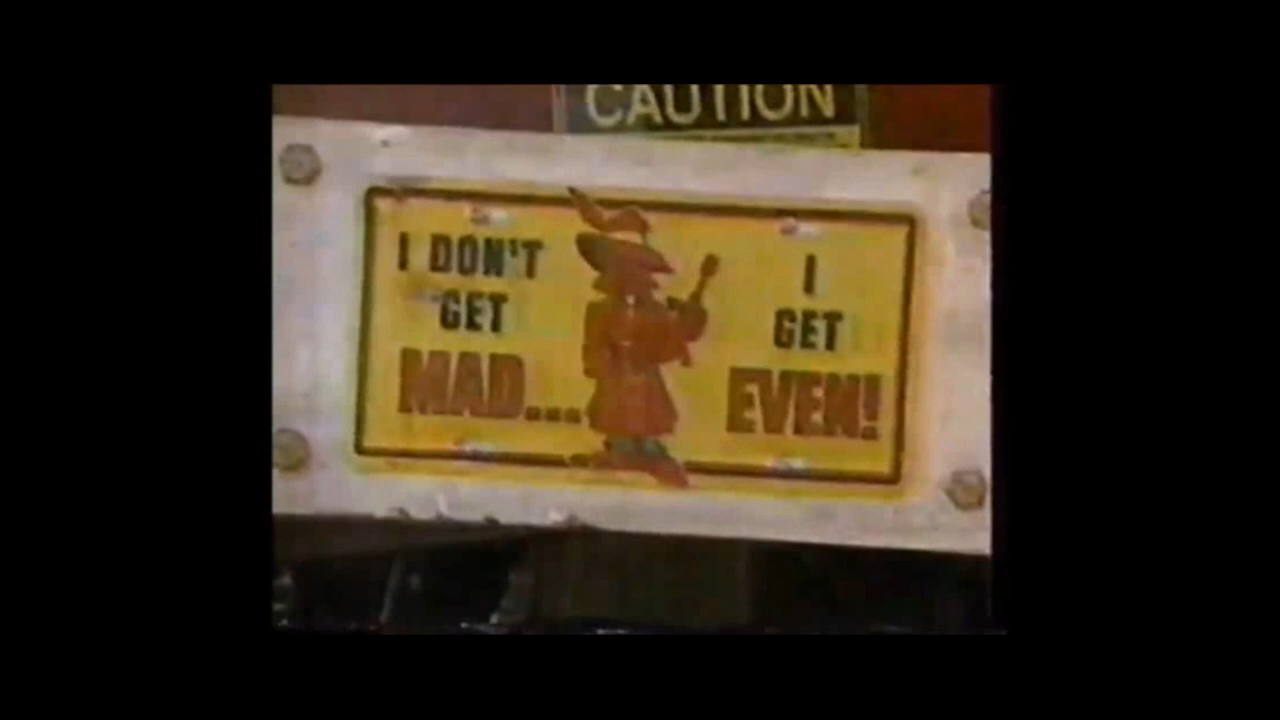 CAUTION
I DON'T
GET
MAD...
I
GET
EVEN!